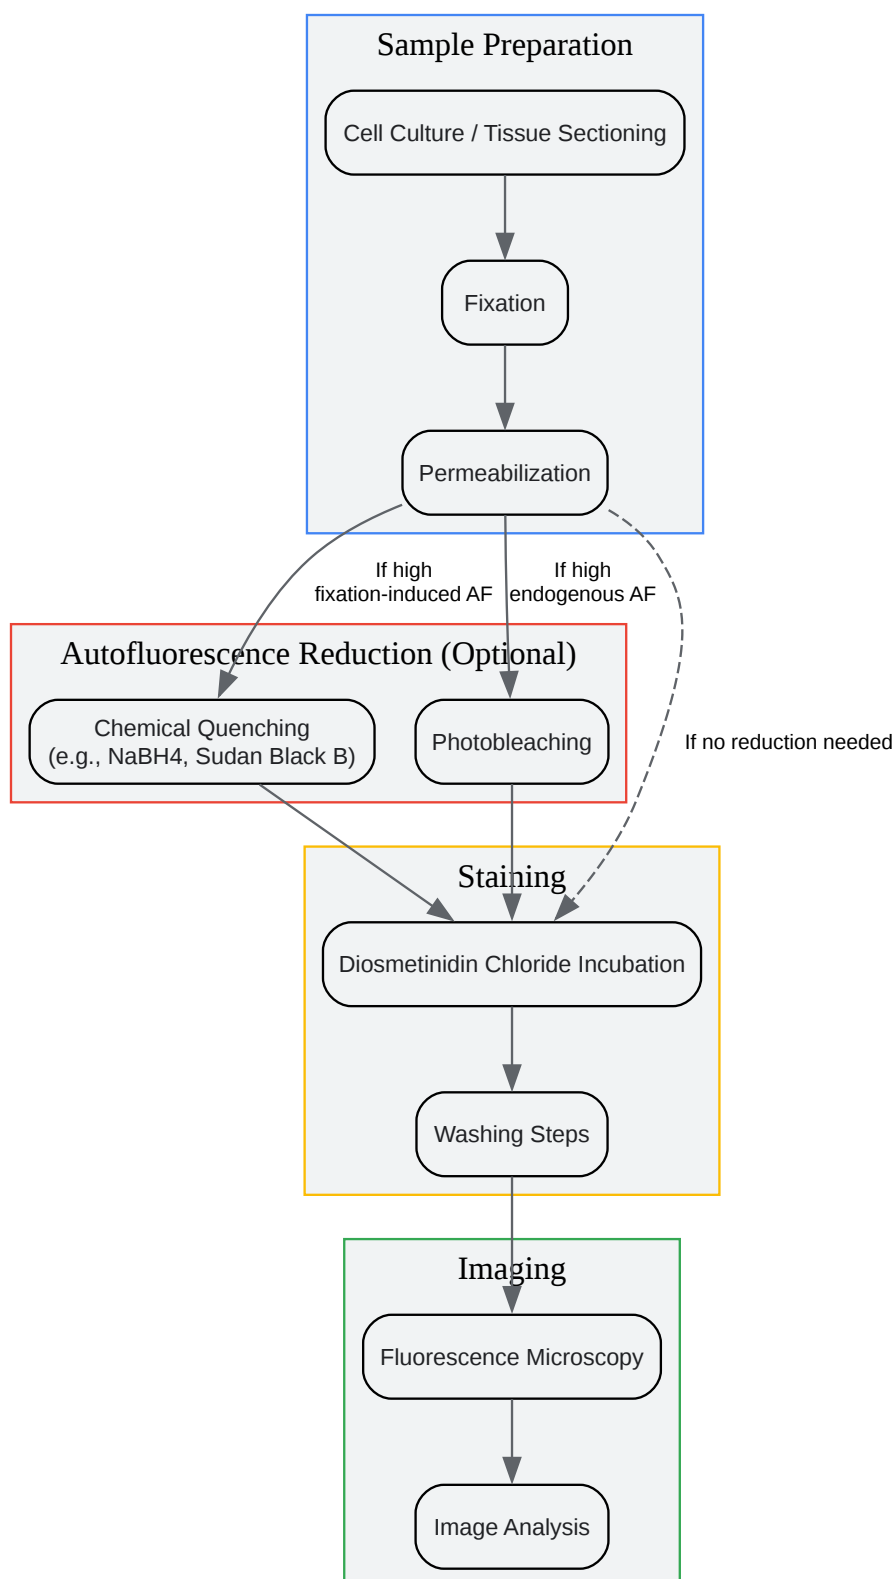 Sample Preparation
Cell Culture / Tissue Sectioning
Fixation
Permeabilization
If high
fixation-induced AF
If high
endogenous AF
If no reduction needed
Autofluorescence Reduction (Optional)
Chemical Quenching
(e.g., NaBH4, Sudan Black B)
Photobleaching
Staining
Diosmetinidin Chloride Incubation
Washing Steps
Imaging
Fluorescence Microscopy
Image Analysis